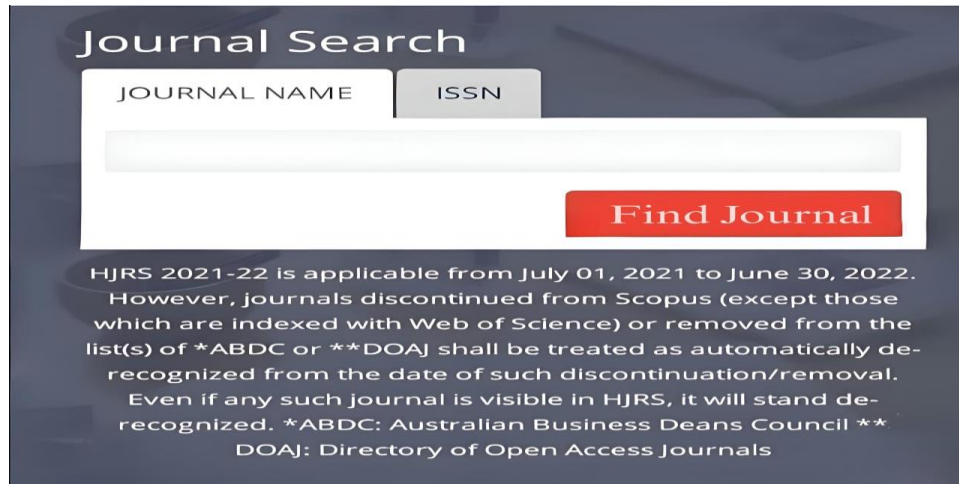 Journal Search
JOURNAL NAME
ISSN
Find Journal
HJRS 2021-22 is applicable from July 01, 2021 to June 30, 2022.
However, journals discontinued from Scopus (except those
which are indexed with Web of Science) or removed from the
list(s) of *ABDC or **DOAJ shall be treated as automatically de-
recognized from the date of such discontinuation/removal.
Even if any such journal is visible in HJRS, it will stand de-
recognized. *ABDC: Australian Business Deans Council **
DOAJ: Directory of Open Access Journals